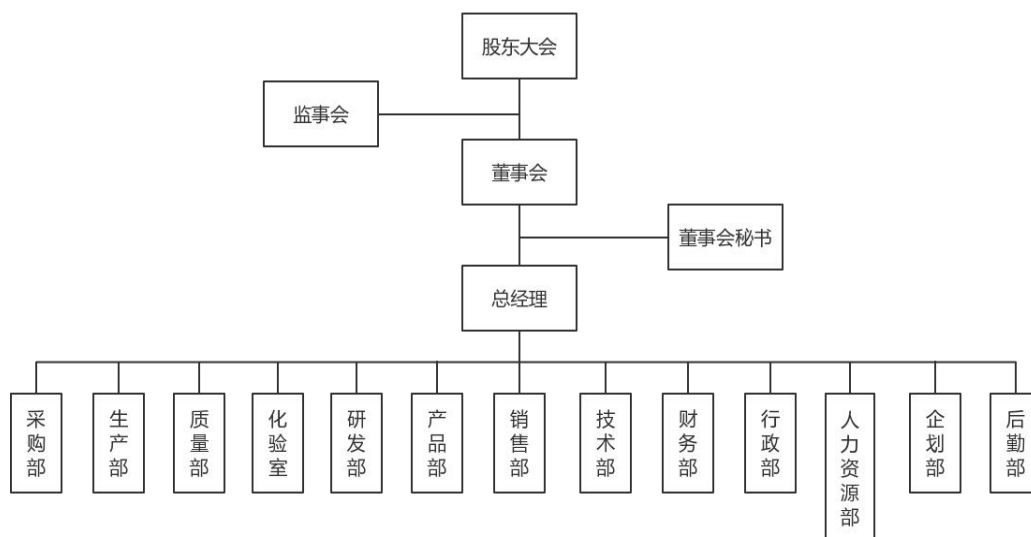 股东大会
监事会
董事会
董事会秘书
总经理
采购部
生产部
质量部
化验室
研发部
产品部
销售部
技术部
财务部
行政部
人力资源部
企划部
后勤部